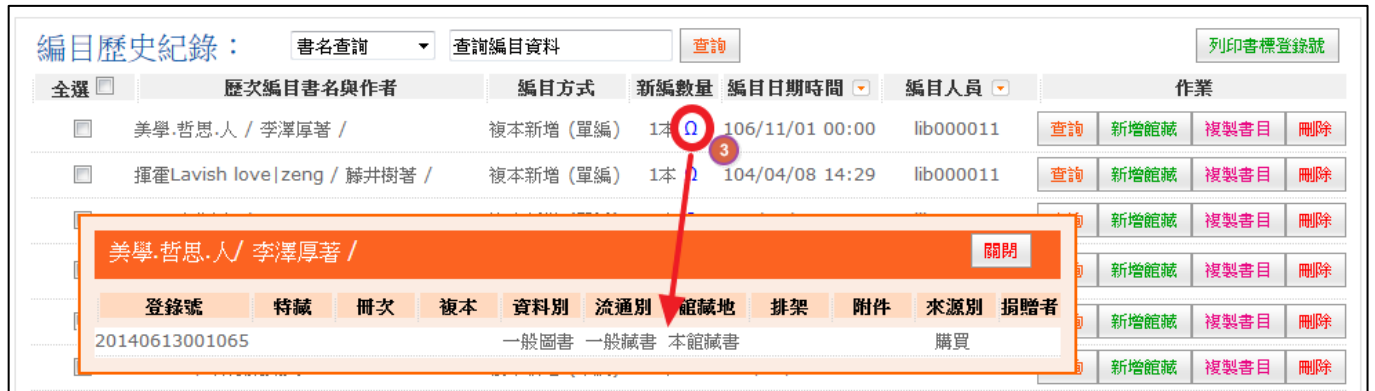 編目歷史紀錄： 書名查詢 查詢編目資料 查詢 列印書標登錄號
全選 歷次編目書名與作者 編目方式 新編數量 編目日期時間 編目人員 作業
美學.哲思.人 / 李澤厚著 / 複本新增 (單編) 1本 Ω 106/11/01 00:00 lib000011 查詢 新增館藏 複製書目 刪除
3
揮霍Lavish love|zeng / 藤井樹著 / 複本新增 (單編) 1本 Ω 104/04/08 14:29 lib000011 查詢 新增館藏 複製書目 刪除
新增館藏 複製書目 刪除
美學.哲思.人/ 李澤厚著 / 關閉
新增館藏 複製書目 刪除
登錄號 特藏 冊次 複本 資料別 流通別 館藏地 排架 附件 來源別 捐贈者
新增館藏 複製書目 刪除
20140613001065 一般圖書 一般藏書 本館藏書 購買
新增館藏 複製書目 刪除